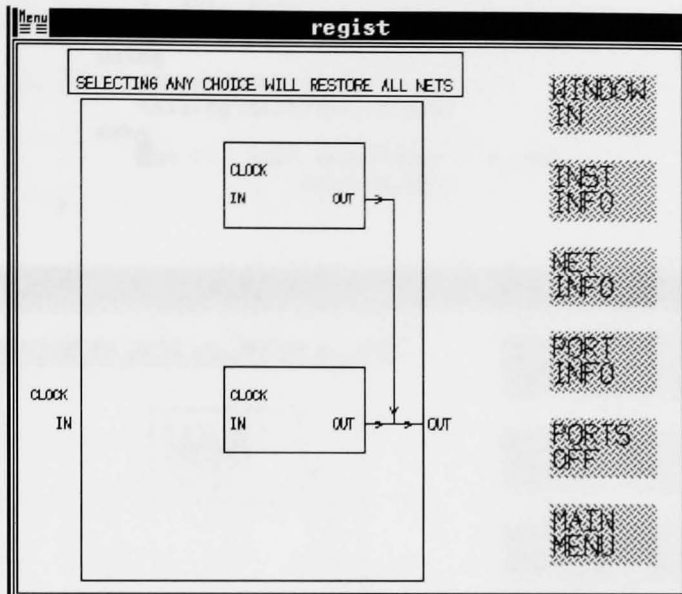 Menu
regist
SELECTING ANY CHOICE WILL RESTORE ALL NETS
CLOCK
IN OUT
CLOCK
IN OUT
CLOCK
IN
OUT
WINDOW
IN
INST
INFO
NET
INFO
PORT
INFO
PORTS
OFF
MAIN
MENU